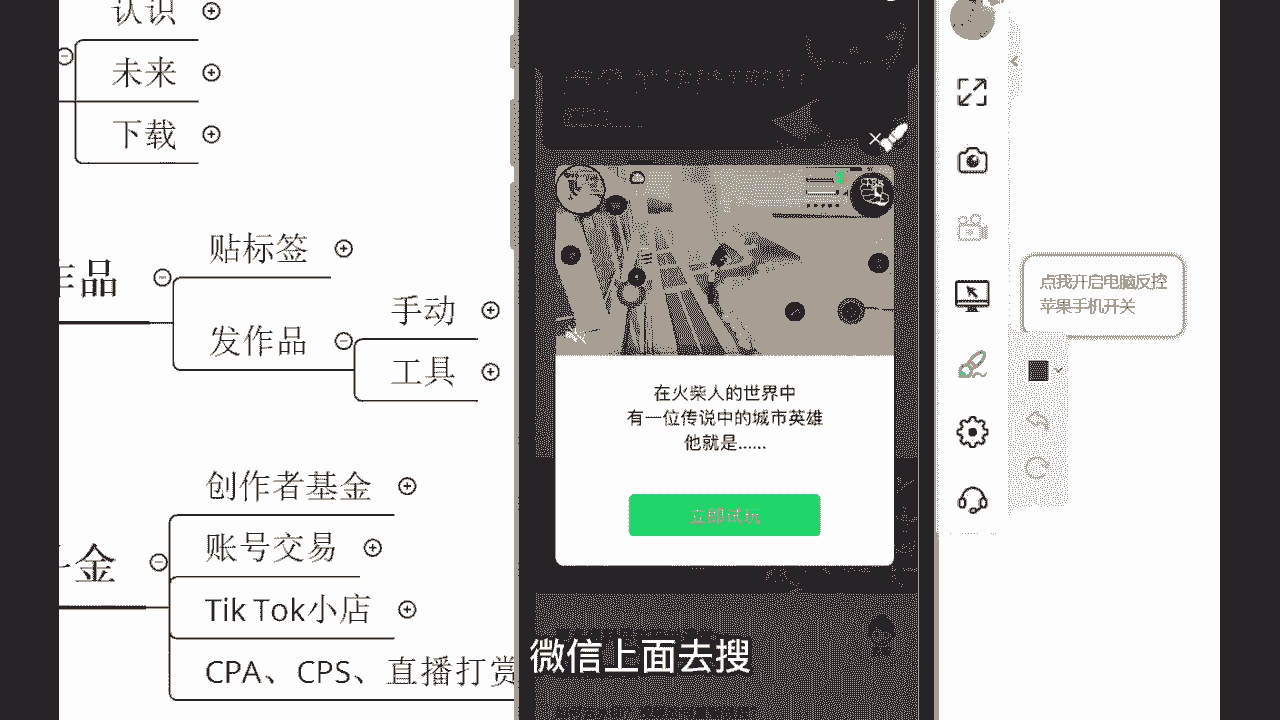 认识
未来
下载
作品
贴标签
发作品
手动
工具
金
创作者基金
账号交易
TikTok小店
CPA、CPS、直播打赏
在火柴人的世界中
有一位传说中的城市英雄
他就是……
立即试玩
微信上面去搜
点我开启电脑反控
苹果手机开关